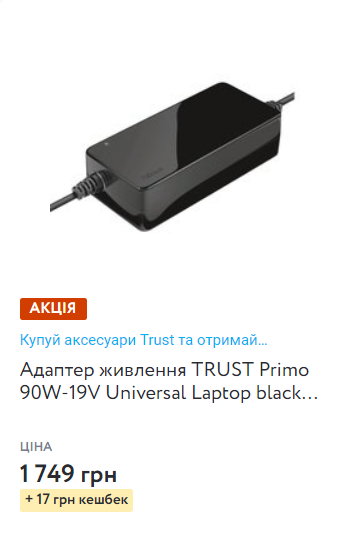 АКЦІЯ
Купуй аксесуари Trust та отримай...
Адаптер живлення TRUST Primo
90W-19V Universal Laptop black...
ЦІНА
1 749 грн
+ 17 грн кешбек